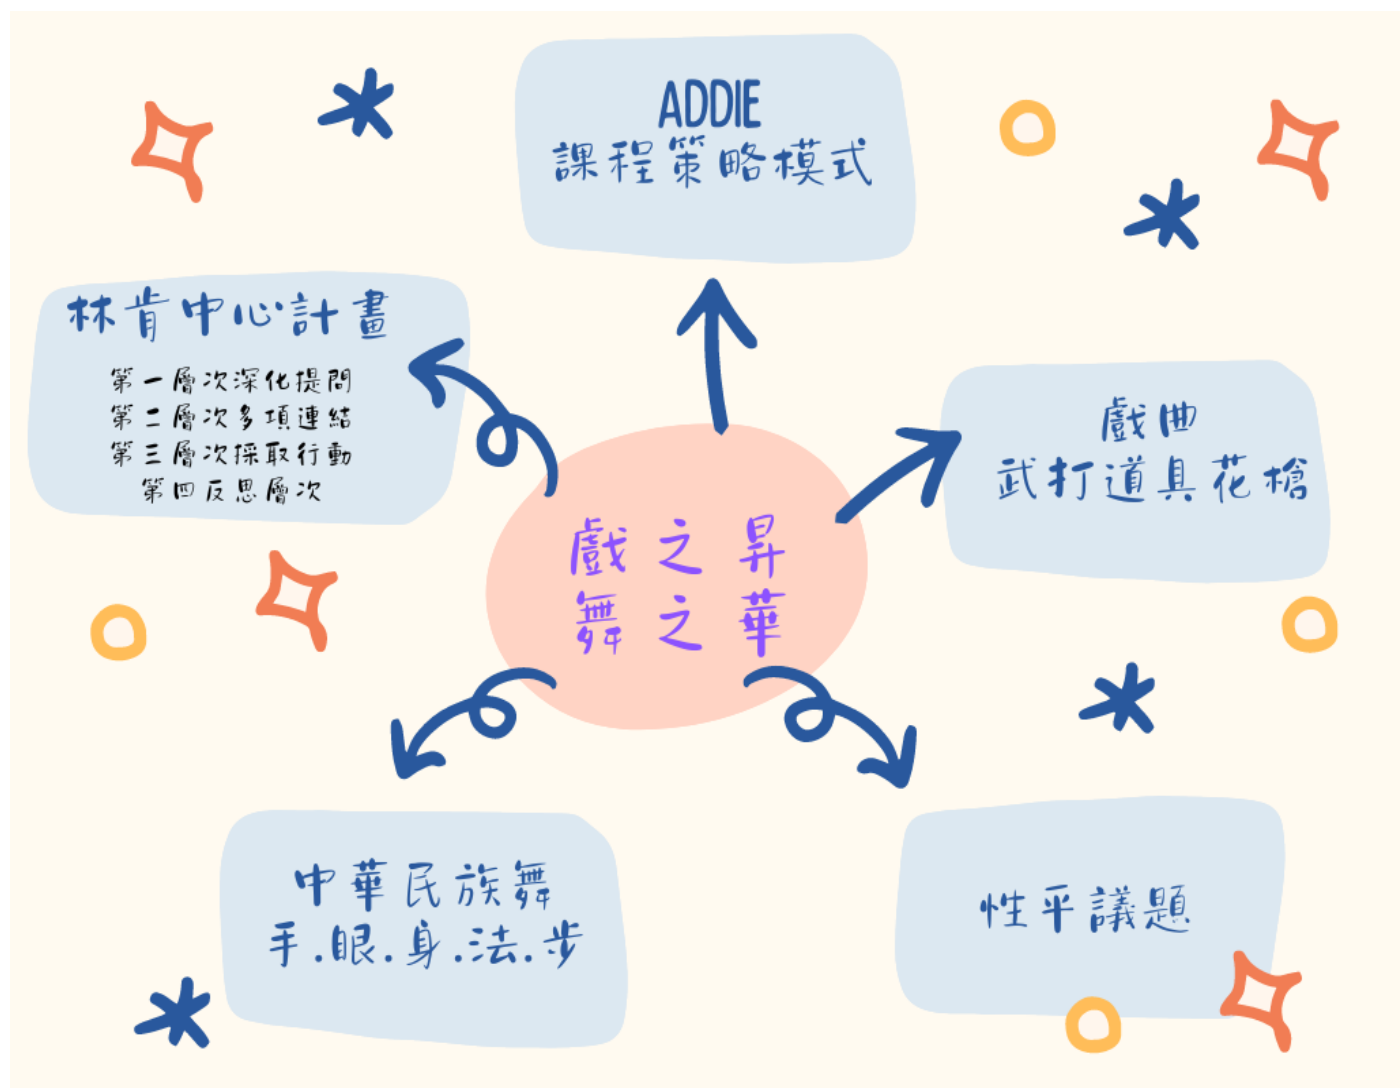 ADDIE
課程策略模式
林肯中心計畫
第一層次深化提問
第二層次多項連結
第三層次採取行動
第四反思層次
戲曲
武打道具花槍
戲之昇
舞之華
中華民族舞
手.眼.身.法.步
性平議題